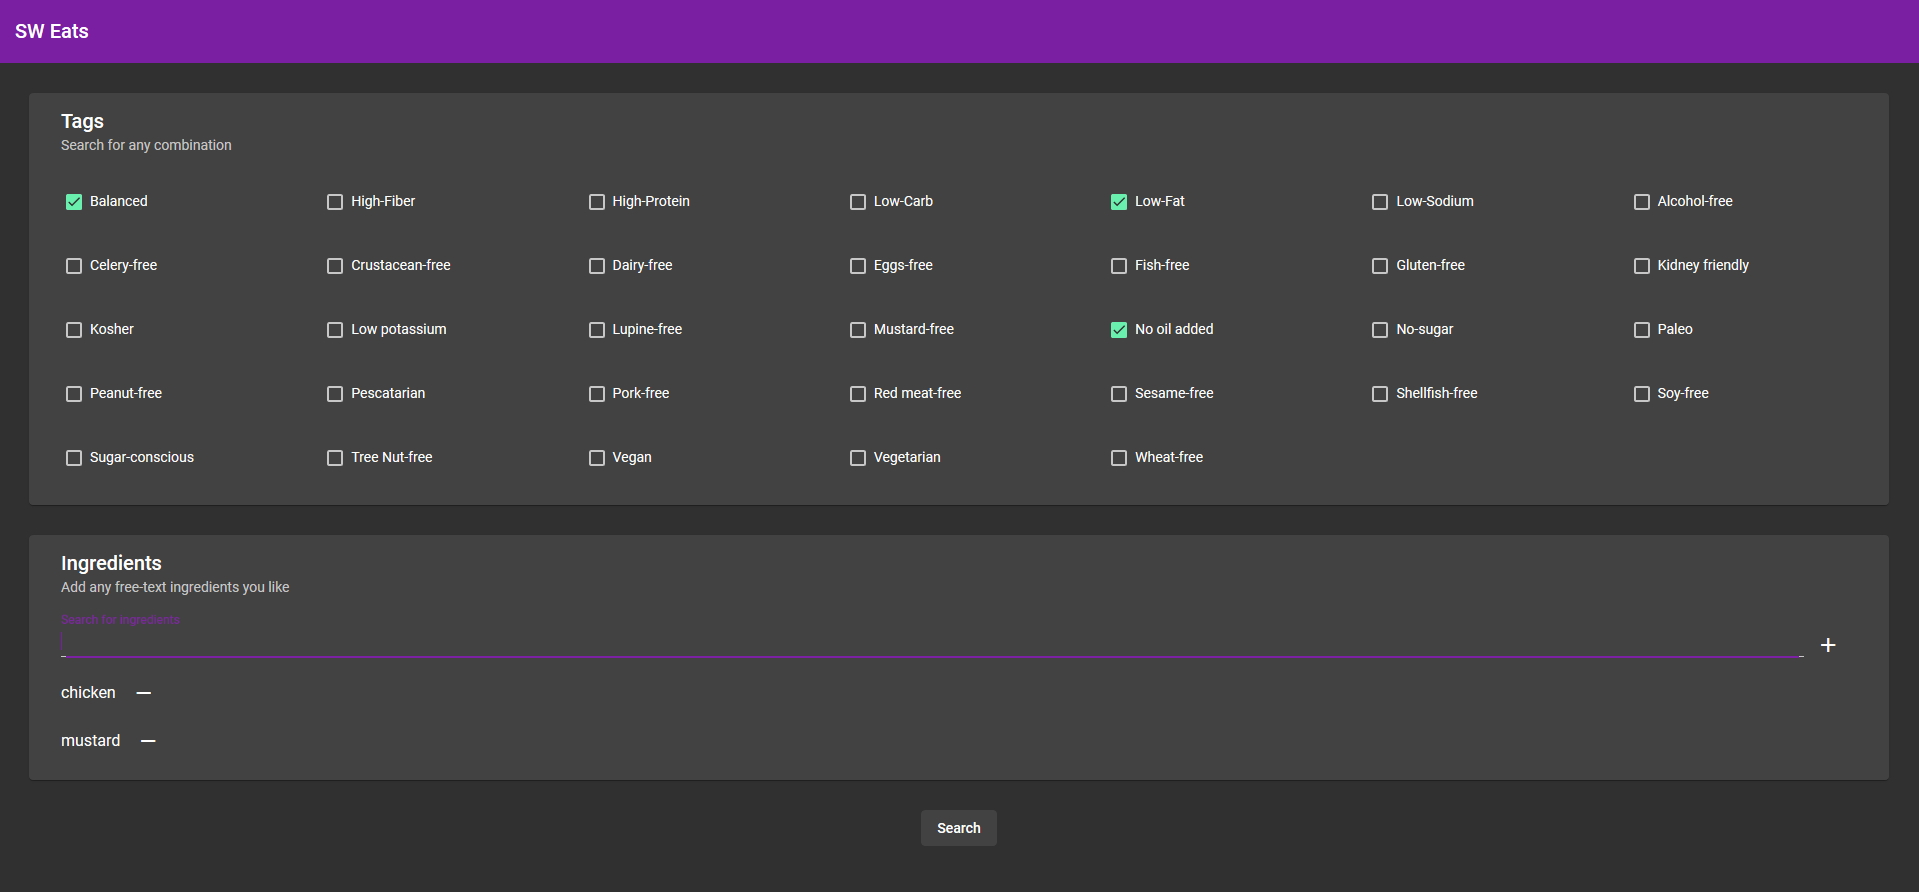 SW Eats
Tags
Search for any combination
Balanced High-Fiber High-Protein Low-Carb Low-Fat Low-Sodium Alcohol-free
Celery-free Crustacean-free Dairy-free Eggs-free Fish-free Gluten-free Kidney friendly
Kosher Low potassium Lupine-free Mustard-free No oil added No-sugar Paleo
Peanut-free Pescatarian Pork-free Red meat-free Sesame-free Shellfish-free Soy-free
Sugar-conscious Tree Nut-free Vegan Vegetarian Wheat-free
Ingredients
Add any free-text ingredients you like
Search for ingredients
chicken
mustard
Search